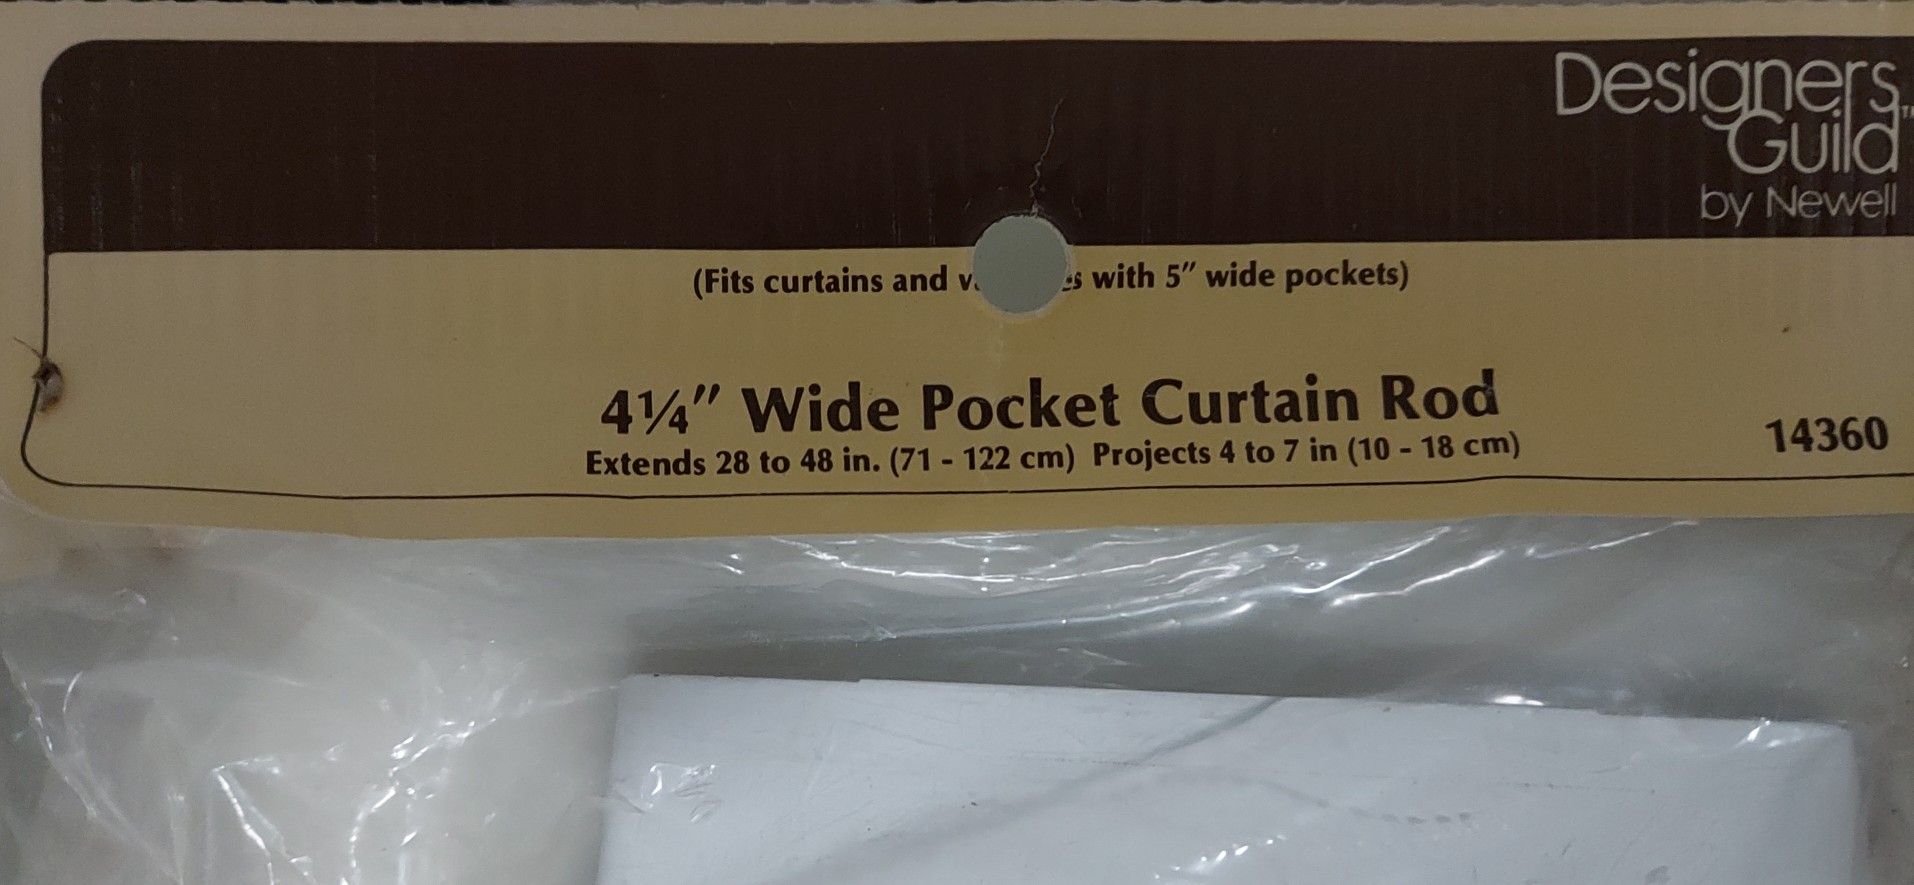 Designers™
Guild
by Newell
(Fits curtains and with 5" wide pockets)
4¼" Wide Pocket Curtain Rod
Extends 28 to 48 in. (71 - 122 cm) Projects 4 to 7 in (10 - 18 cm)
14360